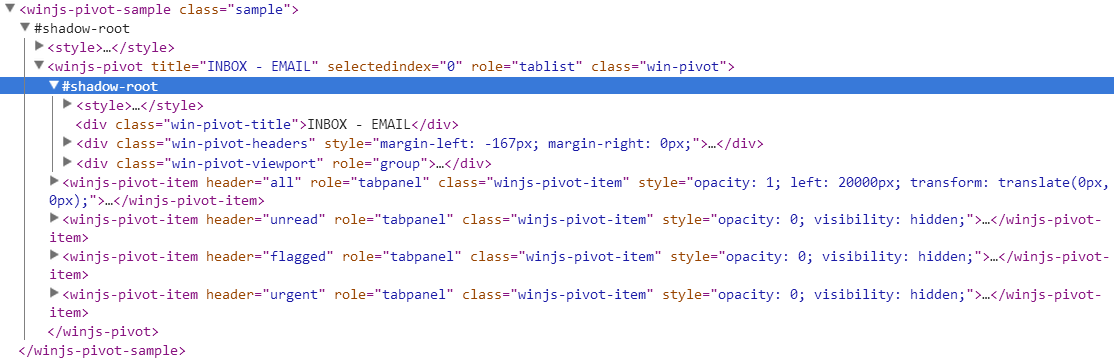 <winjs-pivot-sample class="sample">
#shadow-root
<style>…</style>
<winjs-pivot title="INBOX - EMAIL" selectedindex="0" role="tablist" class="win-pivot">
#shadow-root
<style>…</style>
<div class="win-pivot-title">INBOX - EMAIL</div>
<div class="win-pivot-headers" style="margin-left: -167px; margin-right: 0px;">…</div>
<div class="win-pivot-viewport" role="group">…</div>
<winjs-pivot-item header="all" role="tabpanel" class="winjs-pivot-item" style="opacity: 1; left: 20000px; transform: translate(0px,
0px);">…</winjs-pivot-item>
<winjs-pivot-item header="unread" role="tabpanel" class="winjs-pivot-item" style="opacity: 0; visibility: hidden;">…</winjs-pivot-
item>
<winjs-pivot-item header="flagged" role="tabpanel" class="winjs-pivot-item" style="opacity: 0; visibility: hidden;">…</winjs-pivot-
item>
<winjs-pivot-item header="urgent" role="tabpanel" class="winjs-pivot-item" style="opacity: 0; visibility: hidden;">…</winjs-pivot-
item>
</winjs-pivot>
</winjs-pivot-sample>